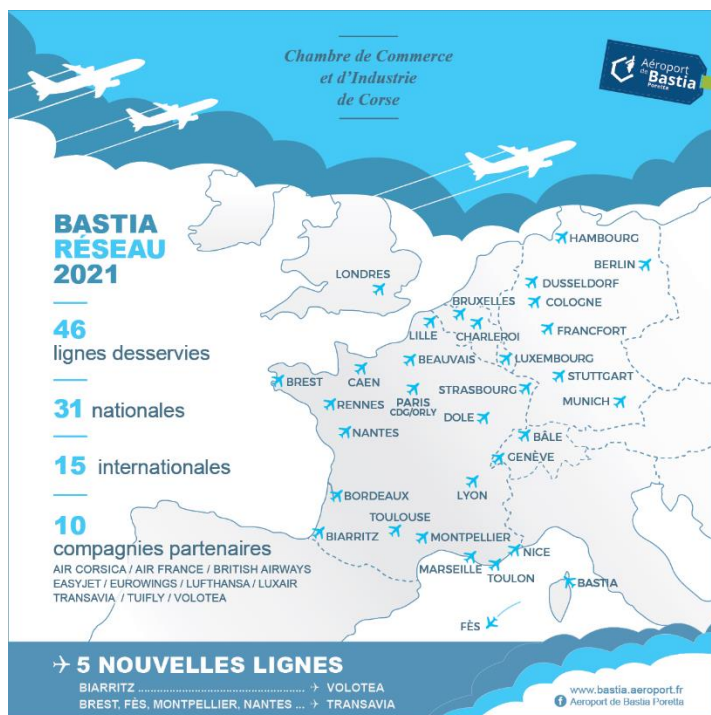 Chambre de Commerce
et d'Industrie
de Corse
Aéroport
de Bastia
Poretta
BASTIA
RÉSEAU
2021
46
lignes desservies
31 nationales
15 internationales
10
compagnies partenaires
AIR CORSICA / AIR FRANCE / BRITISH AIRWAYS
EASYJET / EUROWINGS / LUFTHANSA / LUXAIR
TRANSAVIA / TUIFLY / VOLOTEA
HAMBOURG
BERLIN
LONDRES
DUSSELDORF
BRUXELLES
COLOGNE
LILLE
CHARLEROI
FRANCFORT
BEAUVAIS
LUXEMBOURG
BREST
CAEN
STRASBOURG
STUTTGART
RENNES
PARIS
CDG/ORLY
MUNICH
DOLE
NANTES
BÂLE
GENÈVE
LYON
BORDEAUX
TOULOUSE
BIARRITZ
MONTPELLIER
NICE
MARSEILLE
TOULON
BASTIA
FÈS
5 NOUVELLES LIGNES
BIARRITZ ........................................................ VOLOTEA
BREST, FÈS, MONTPELLIER, NANTES ... TRANSAVIA
www.bastia.aeroport.fr
Aeroport de Bastia Poretta